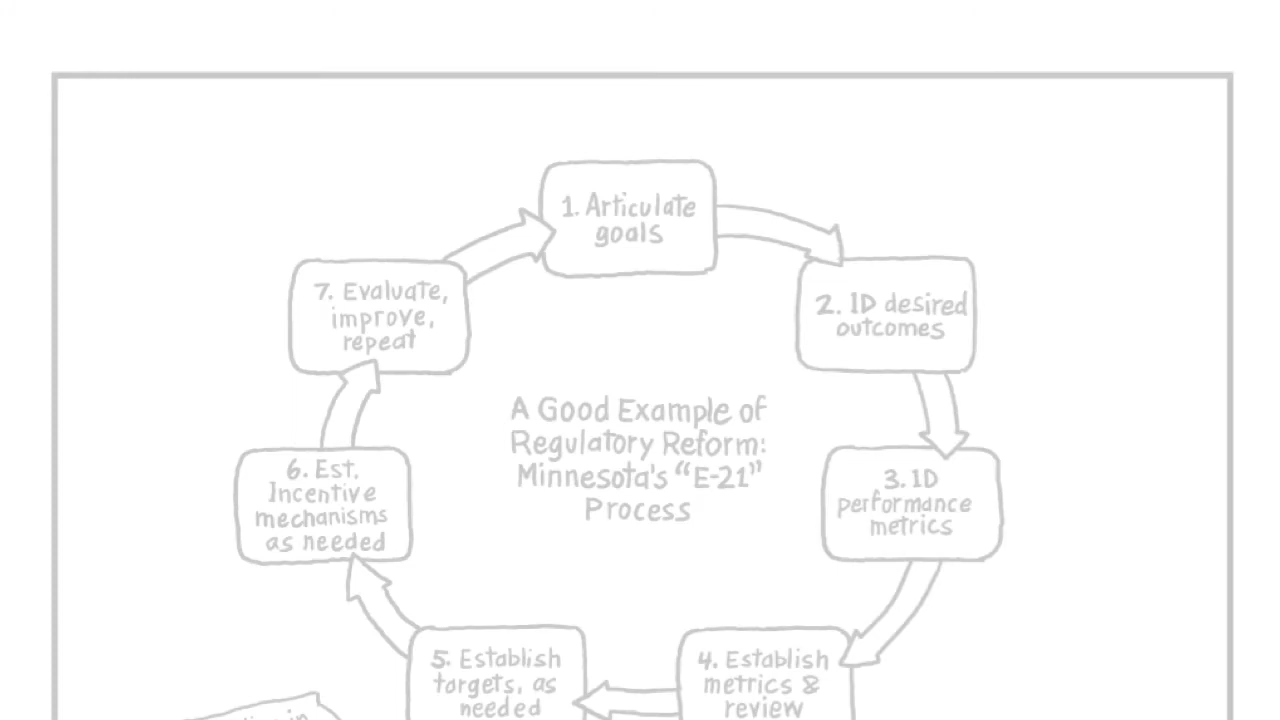 1. Articulate
goals
2. ID desired
outcomes
3. ID
performance
metrics
4. Establish
metrics &
review
5. Establish
targets, as
needed
6. Est.
Incentive
mechanisms
as needed
7. Evaluate,
improve,
repeat
A Good Example of
Regulatory Reform:
Minnesota's "E-21"
Process
in